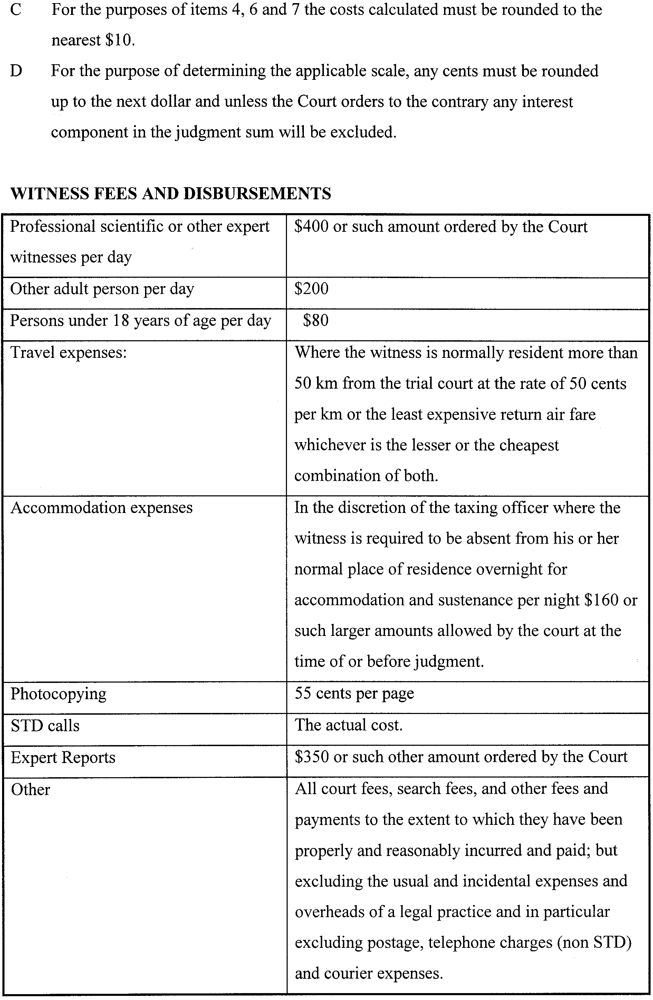 C For the purposes of items 4, 6 and 7 the costs calculated must be rounded to the
nearest $10.
D For the purpose of determining the applicable scale, any cents must be rounded
up to the next dollar and unless the Court orders to the contrary any interest
component in the judgment sum will be excluded.
WITNESS FEES AND DISBURSEMENTS
Professional scientific or other expert
witnesses per day
$400 or such amount ordered by the Court
Other adult person per day
$200
Persons under 18 years of age per day
$80
Travel expenses:
Where the witness is normally resident more than
50 km from the trial court at the rate of 50 cents
per km or the least expensive return air fare
whichever is the lesser or the cheapest
combination of both.
Accommodation expenses
In the discretion of the taxing officer where the
witness is required to be absent from his or her
normal place of residence overnight for
accommodation and sustenance per night $160 or
such larger amounts allowed by the court at the
time of or before judgment.
Photocopying
55 cents per page
STD calls
The actual cost.
Expert Reports
$350 or such other amount ordered by the Court
Other
All court fees, search fees, and other fees and
payments to the extent to which they have been
properly and reasonably incurred and paid; but
excluding the usual and incidental expenses and
overheads of a legal practice and in particular
excluding postage, telephone charges (non STD)
and courier expenses.